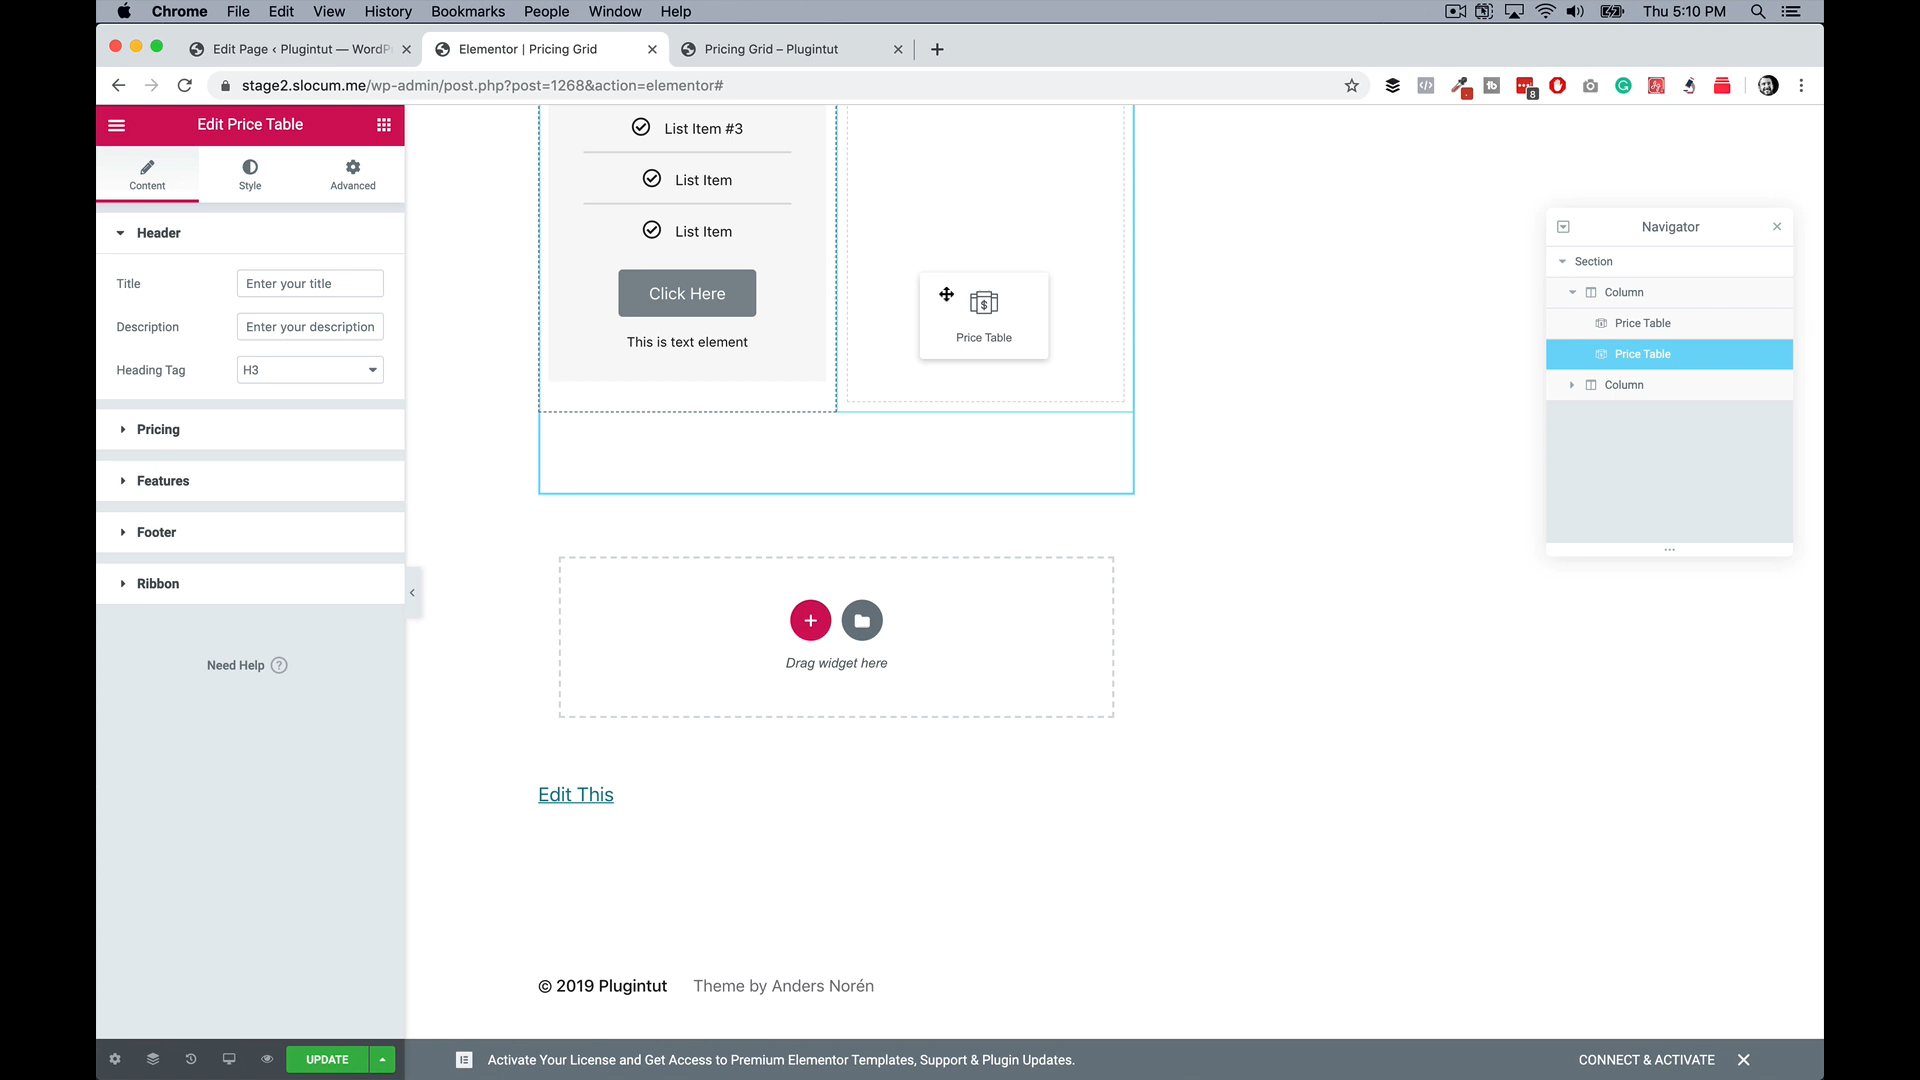 Chrome File Edit View History Bookmarks People Window Help Thu 5:10 PM
Edit Page ‹ Plugintut — WordP Elementor | Pricing Grid Pricing Grid – Plugintut
stage2.slocum.me/wp-admin/post.php?post=1268&action=elementor#
8
Edit Price Table
Content Style Advanced
Header
Title Enter your title
Description Enter your description
Heading Tag H3
Pricing
Features
Footer
Ribbon
Need Help ?
UPDATE
List Item #3
List Item
List Item
Click Here
This is text element
Price Table
Drag widget here
Edit This
© 2019 Plugintut Theme by Anders Norén
Navigator
Section
Column
Price Table
Price Table
Column
Activate Your License and Get Access to Premium Elementor Templates, Support & Plugin Updates. CONNECT & ACTIVATE